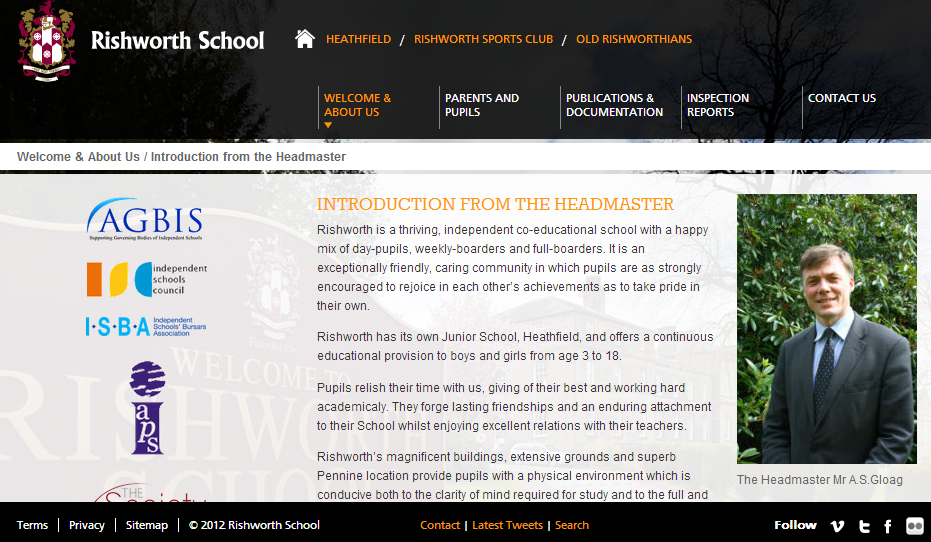 Rishworth School
HEATHFIELD / RISHWORTH SPORTS CLUB / OLD RISHWORTHIANS
WELCOME &
ABOUT US
PARENTS AND
PUPILS
PUBLICATIONS &
DOCUMENTATION
INSPECTION
REPORTS
CONTACT US
Welcome & About Us / Introduction from the Headmaster
AGBIS
Supporting Governing Bodies of Independent Schools
independent
schools
council
I·S·B·A Independent
Schools' Bursars
Association
iaps
THE
Society
WELCOME TO
RISHWORTH
SCHOOL
INTRODUCTION FROM THE HEADMASTER
Rishworth is a thriving, independent co-educational school with a happy
mix of day-pupils, weekly-boarders and full-boarders. It is an
exceptionally friendly, caring community in which pupils are as strongly
encouraged to rejoice in each other's achievements as to take pride in
their own.
Rishworth has its own Junior School, Heathfield, and offers a continuous
educational provision to boys and girls from age 3 to 18.
Pupils relish their time with us, giving of their best and working hard
academicaly. They forge lasting friendships and an enduring attachment
to their School whilst enjoying excellent relations with their teachers.
Rishworth's magnificent buildings, extensive grounds and superb
Pennine location provide pupils with a physical environment which is
conducive both to the clarity of mind required for study and to the full and
The Headmaster Mr A.S.Gloag
Terms | Privacy | Sitemap | © 2012 Rishworth School
Contact | Latest Tweets | Search
Follow